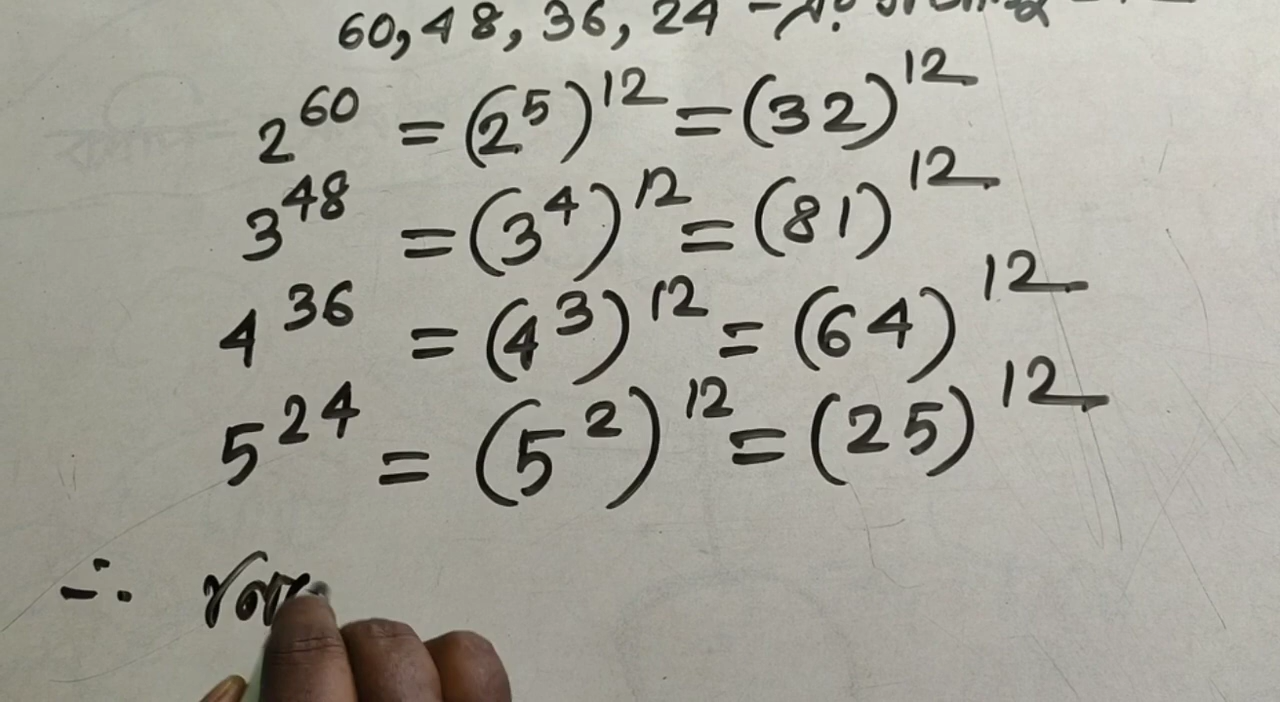 60, 48, 36, 24 -এর
2^60 = (2^5)^12 = (32)^12
3^48 = (3^4)^12 = (81)^12
4^36 = (4^3)^12 = (64)^12
5^24 = (5^2)^12 = (25)^12
∴